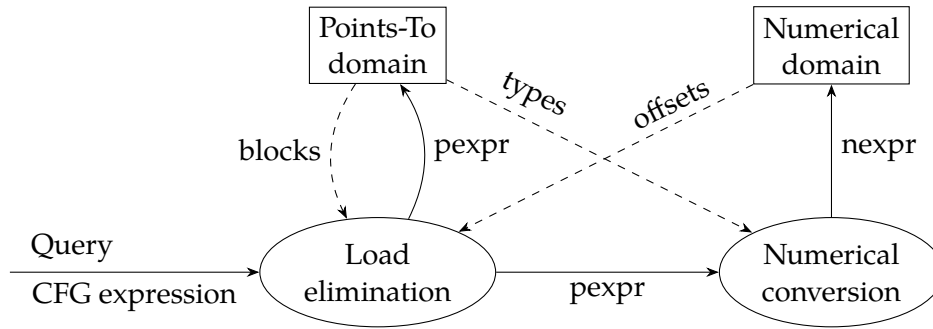 Points-To
domain
Numerical
domain
types
offsets
blocks
pexpr
nexpr
Query
CFG expression
Load
elimination
pexpr
Numerical
conversion